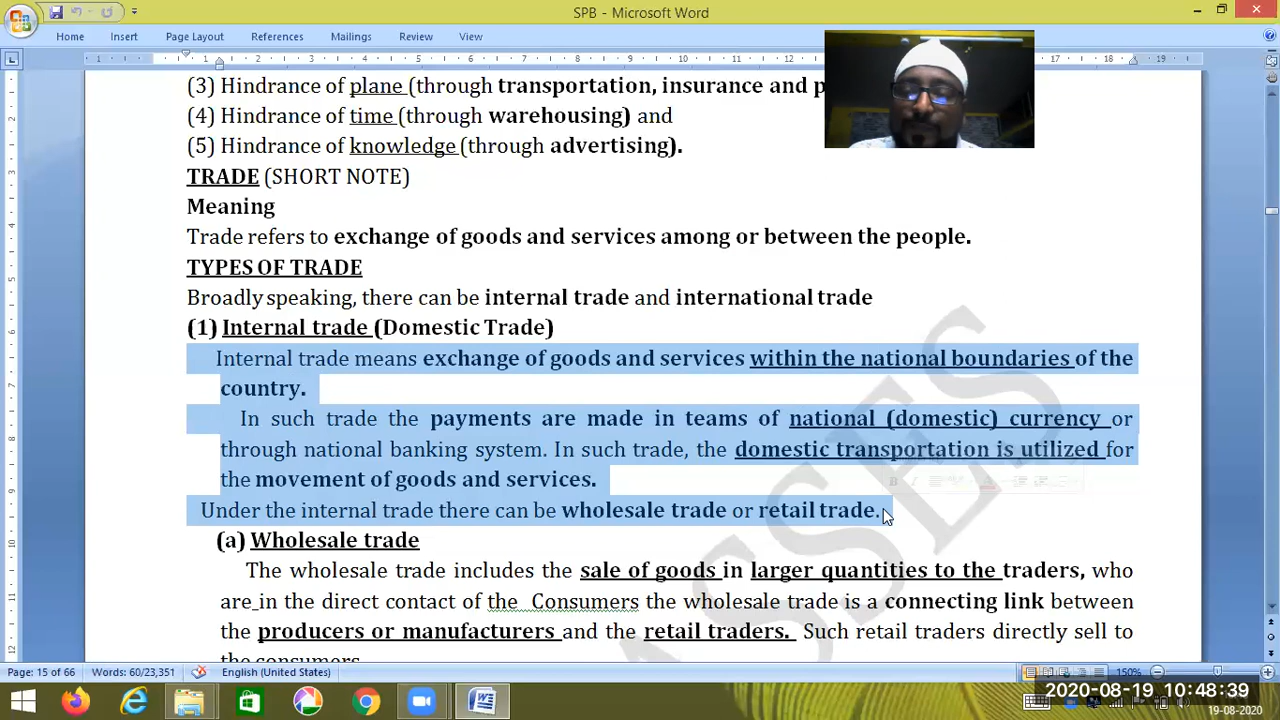 SPB - Microsoft Word
Home Insert Page Layout References Mailings Review View
(3) Hindrance of plane (through transportation, insurance and p
(4) Hindrance of time (through warehousing) and
(5) Hindrance of knowledge (through advertising).
TRADE (SHORT NOTE)
Meaning
Trade refers to exchange of goods and services among or between the people.
TYPES OF TRADE
Broadly speaking, there can be internal trade and international trade
(1) Internal trade (Domestic Trade)
Internal trade means exchange of goods and services within the national boundaries of the
country.
In such trade the payments are made in teams of national (domestic) currency or
through national banking system. In such trade, the domestic transportation is utilized for
the movement of goods and services.
Under the internal trade there can be wholesale trade or retail trade.
(a) Wholesale trade
The wholesale trade includes the sale of goods in larger quantities to the traders, who
are in the direct contact of the Consumers the wholesale trade is a connecting link between
the producers or manufacturers and the retail traders. Such retail traders directly sell to
the consumers
SSES
Page: 15 of 66 Words: 60/23,351 English (United States) 150%
2020-08-19 10:48:39
19-08-2020